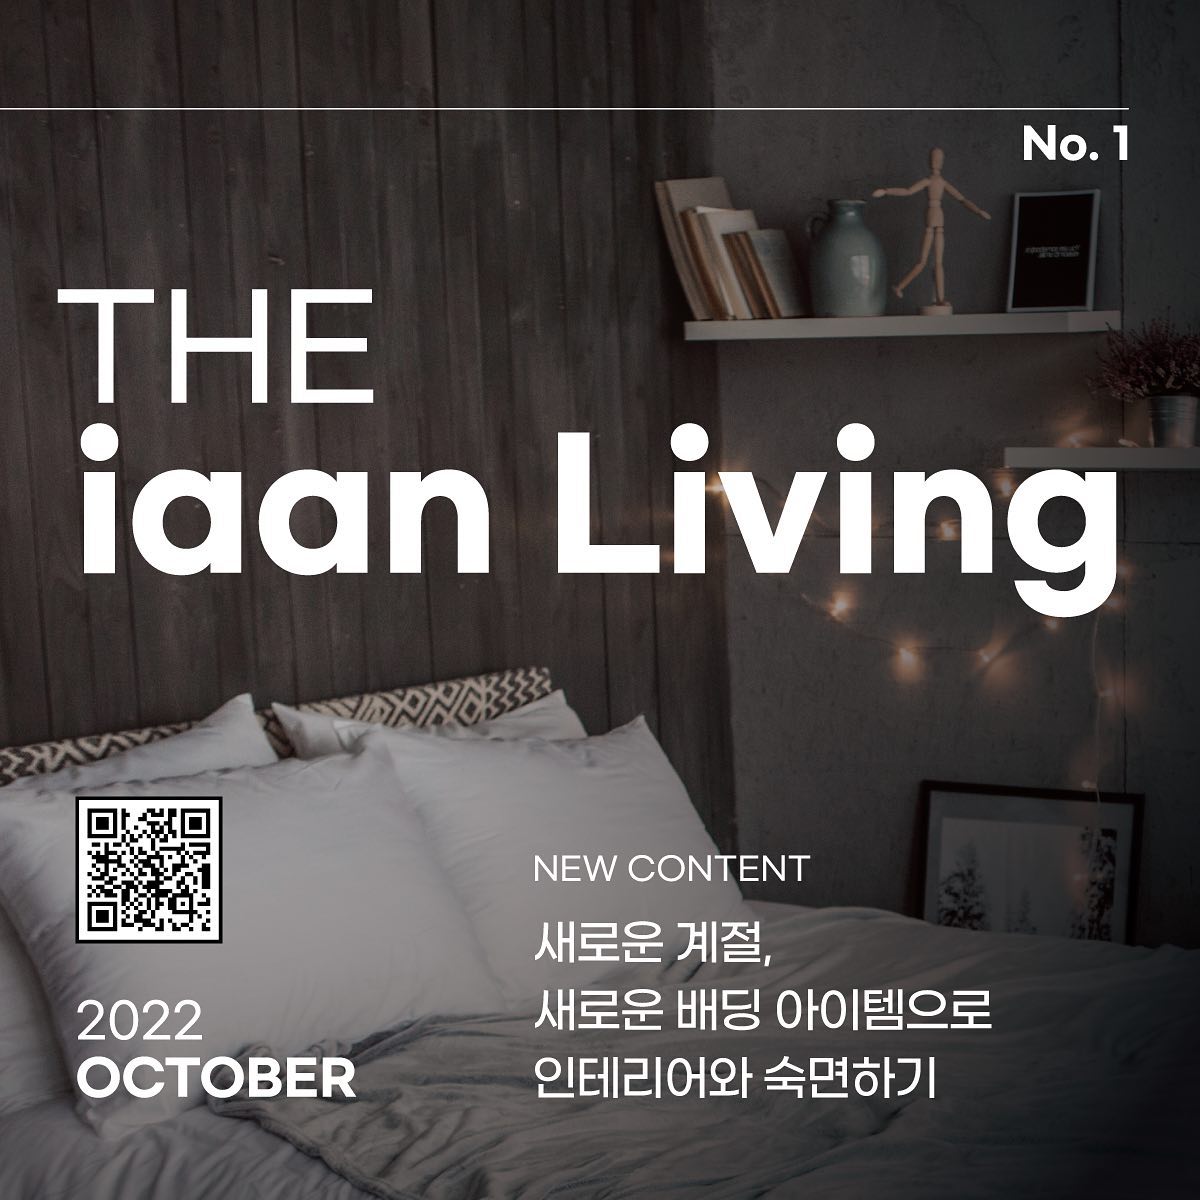 No. 1
THE
iaan Living
NEW CONTENT
새로운 계절,
새로운 배딩 아이템으로
인테리어와 숙면하기
2022
OCTOBER